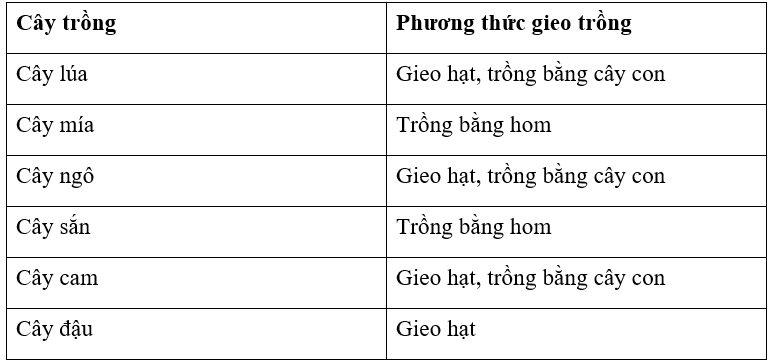 Cây trồng Phương thức gieo trồng
Cây lúa Gieo hạt, trồng bằng cây con
Cây mía Trồng bằng hom
Cây ngô Gieo hạt, trồng bằng cây con
Cây sắn Trồng bằng hom
Cây cam Gieo hạt, trồng bằng cây con
Cây đậu Gieo hạt